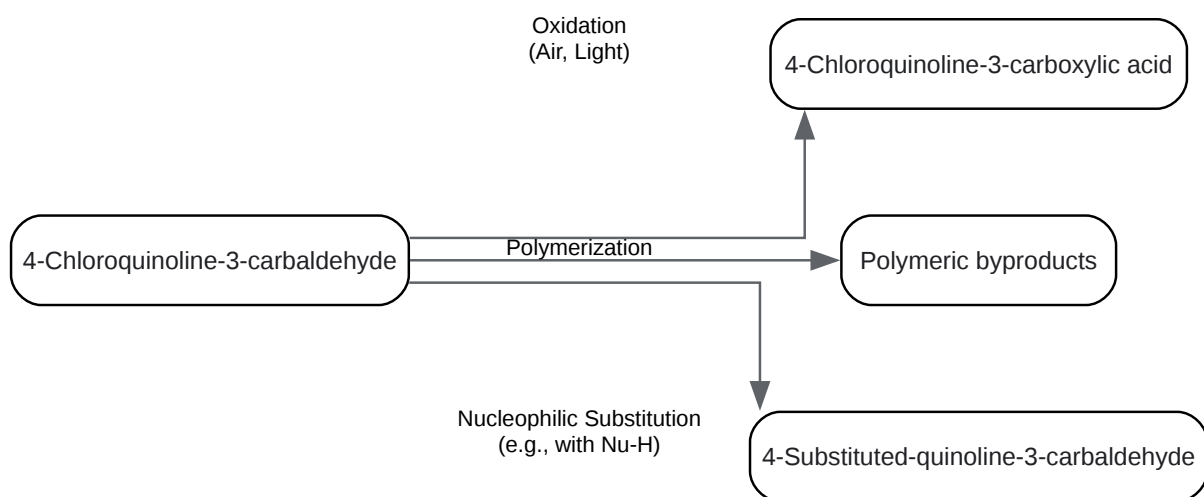 Oxidation
(Air, Light)
4-Chloroquinoline-3-carboxylic acid
4-Chloroquinoline-3-carbaldehyde
Polymerization
Polymeric byproducts
Nucleophilic Substitution
(e.g., with Nu-H)
4-Substituted-quinoline-3-carbaldehyde